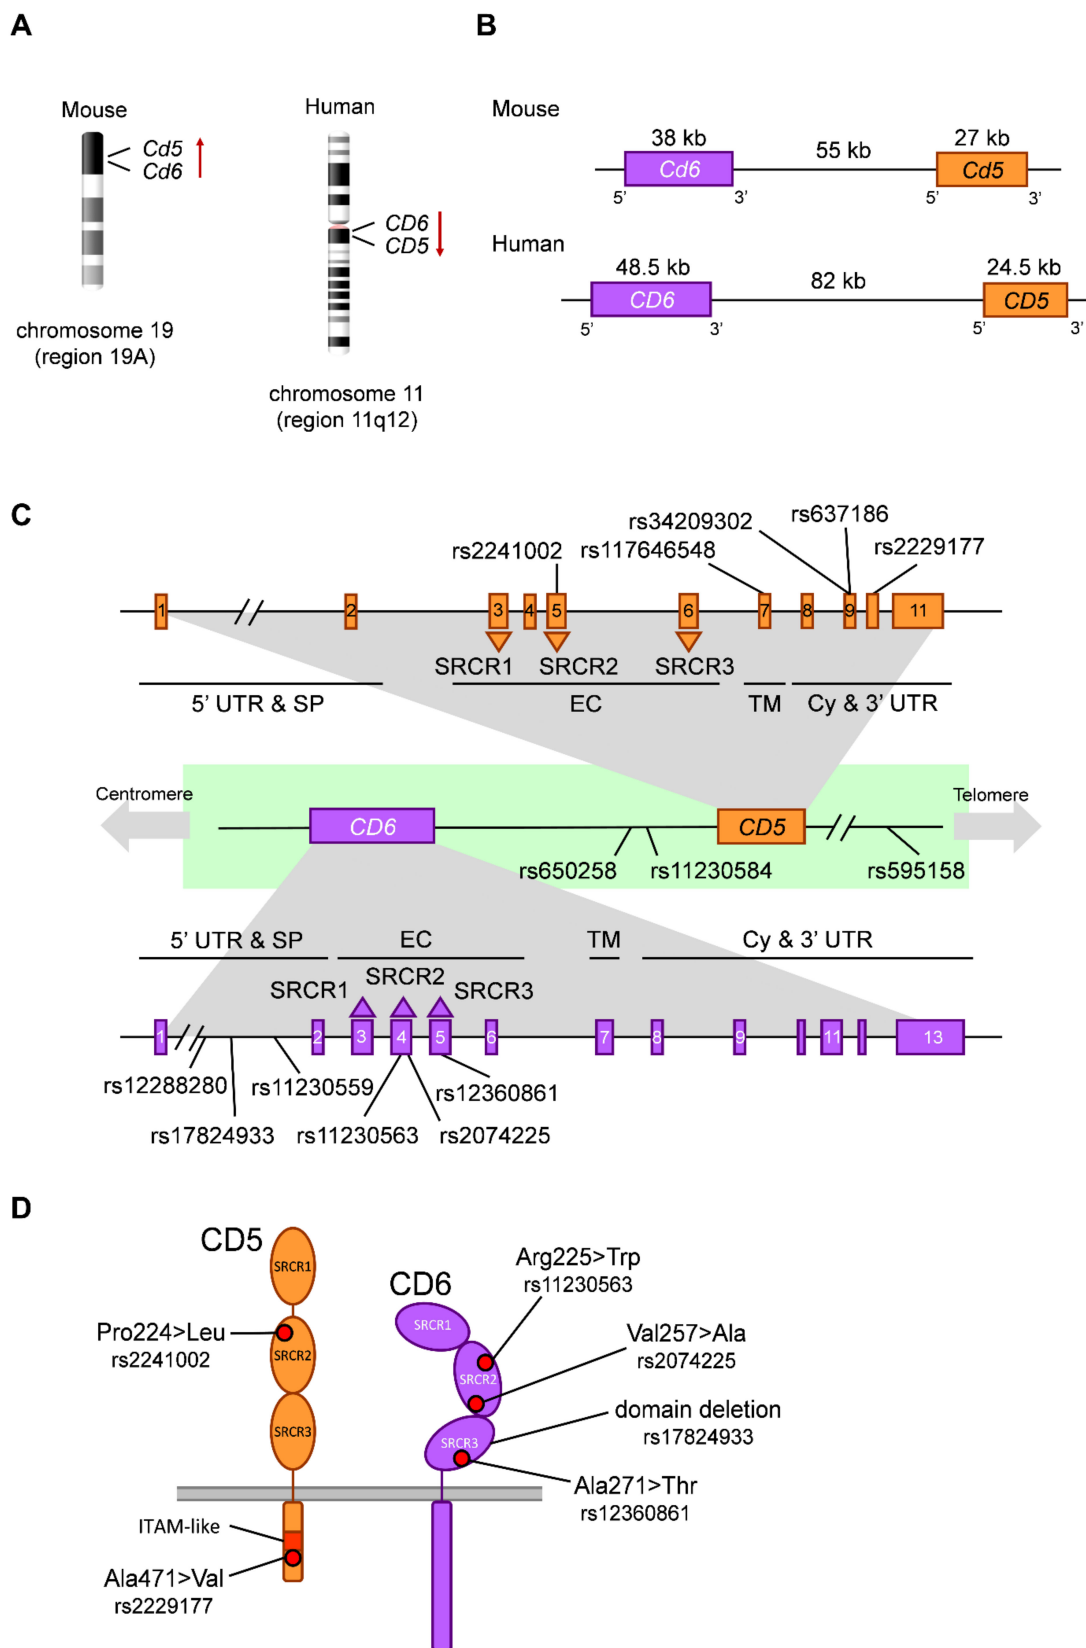 A
B
Mouse
Cd5
Cd6
chromosome 19
(region 19A)
Human
CD6
CD5
chromosome 11
(region 11q12)
Mouse
38 kb
55 kb
27 kb
Cd6
Cd5
5’
3’
5’
3’
Human
48.5 kb
82 kb
24.5 kb
CD6
CD5
5’
3’
5’
3’
C
rs637186
rs34209302
rs2241002
rs117646548
rs2229177
1
2
3
4
5
6
7
8
9
11
SRCR1
SRCR2
SRCR3
5’ UTR & SP
EC
TM
Cy & 3’ UTR
Centromere
Telomere
CD6
CD5
rs650258
rs11230584
rs595158
5’ UTR & SP
EC
TM
Cy & 3’ UTR
SRCR1
SRCR2
SRCR3
1
2
3
4
5
6
7
8
9
11
13
rs12288280
rs11230559
rs12360861
rs17824933
rs11230563
rs2074225
D
CD5
SRCR1
SRCR2
SRCR3
Pro224>Leu
rs2241002
ITAM-like
Ala471>Val
rs2229177
CD6
SRCR1
SRCR2
SRCR3
Arg225>Trp
rs11230563
Val257>Ala
rs2074225
domain deletion
rs17824933
Ala271>Thr
rs12360861